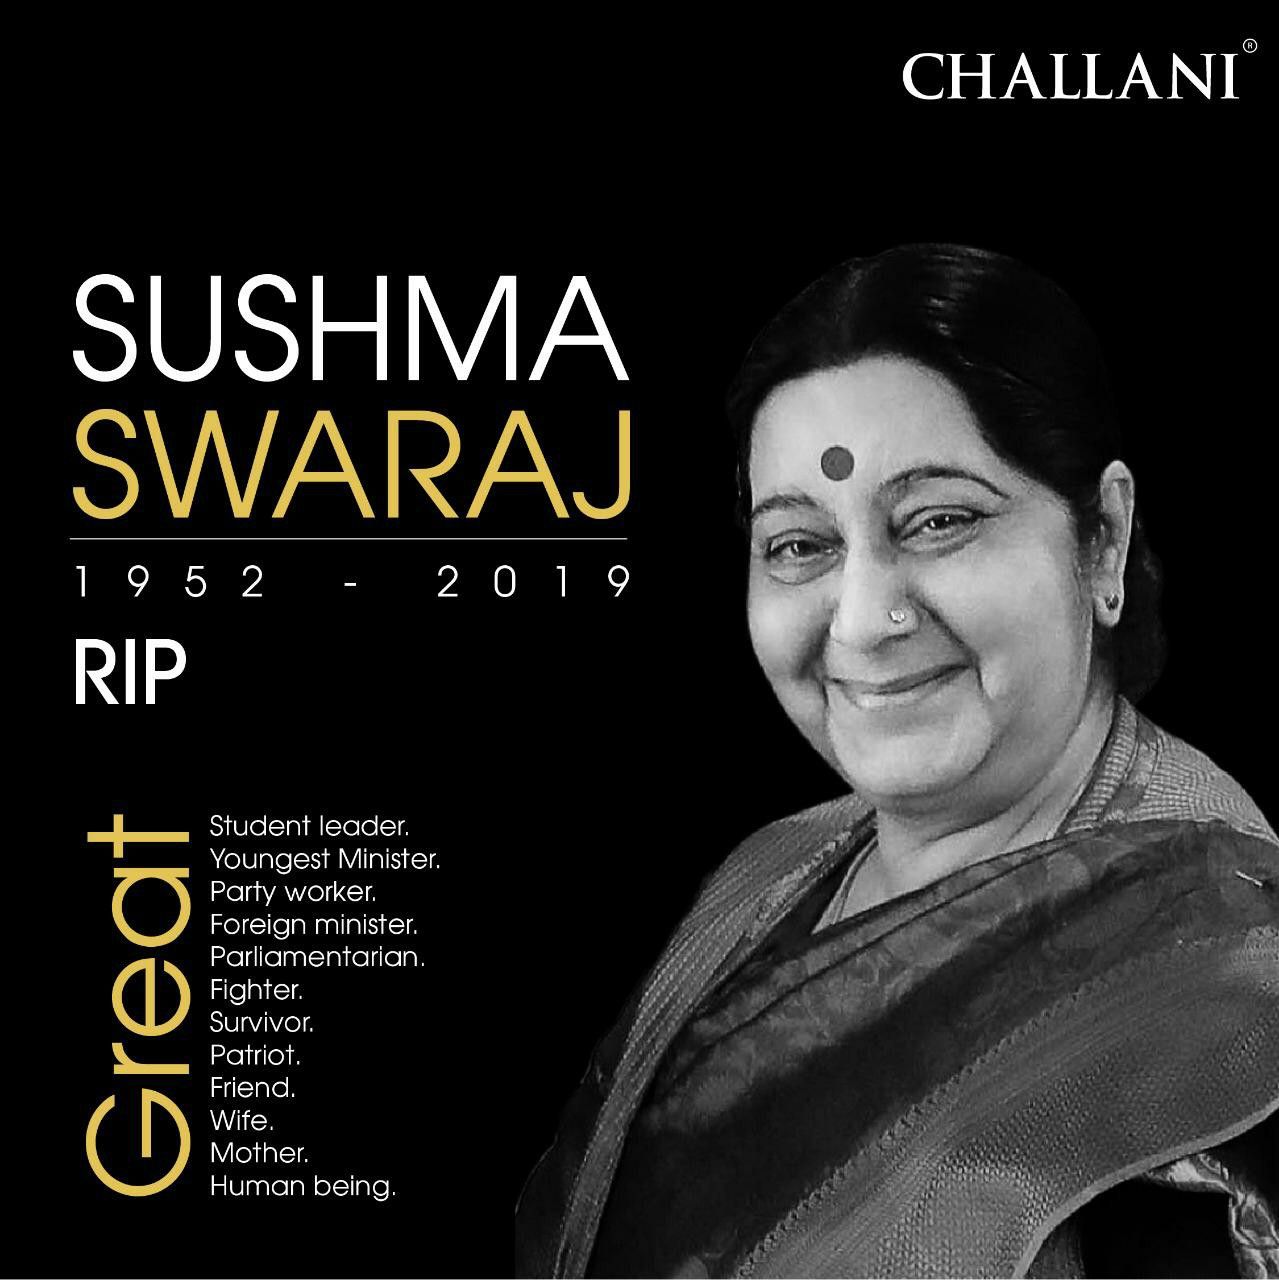 CHALLANI®
SUSHMA
SWARAJ
1952 - 2019
RIP
Great
Student leader.
Youngest Minister.
Party worker.
Foreign minister.
Parliamentarian.
Fighter.
Survivor.
Patriot.
Friend.
Wife.
Mother.
Human being.